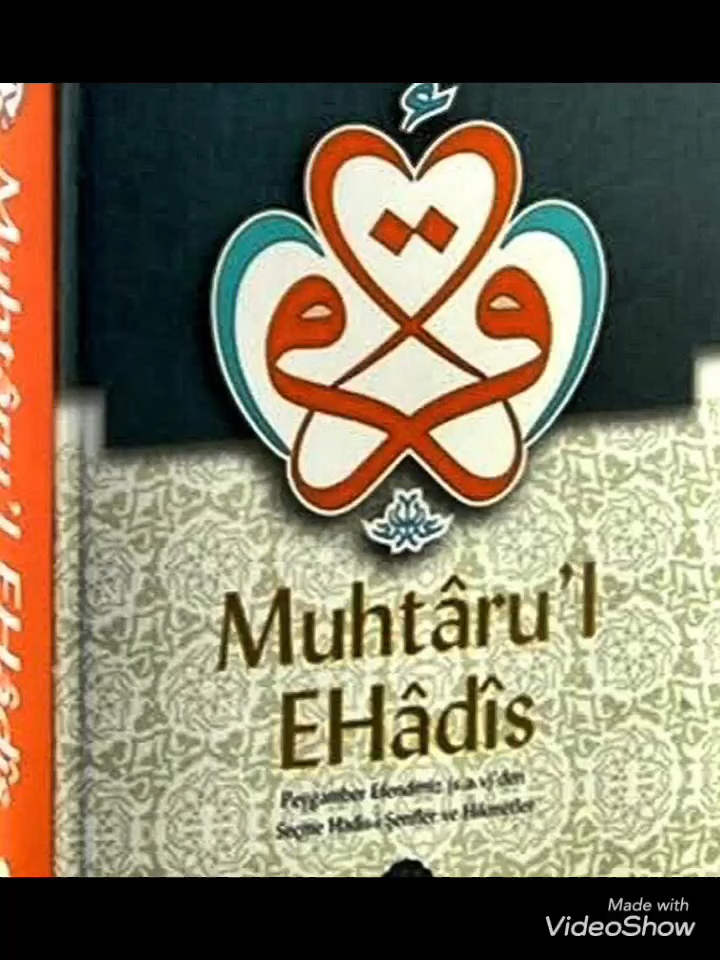 Muhtâru'l EHâdîs
Muhtâru'l
EHâdîs
Peygamber Efendimiz (s.a.v)'den
Seçme Hadis-i Şerifler ve Hikmetler
Made with
VideoShow